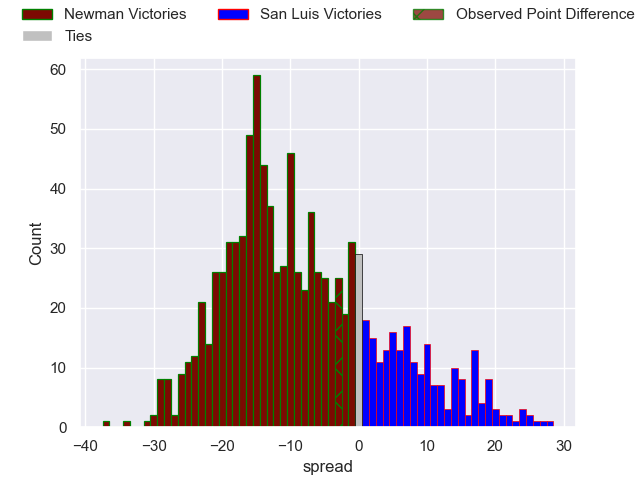 Newman Victories
San Luis Victories
Observed Point Difference
Ties
60
50
40
30
20
10
0
Count
−40
−30
−20
−10
0
10
20
30
spread